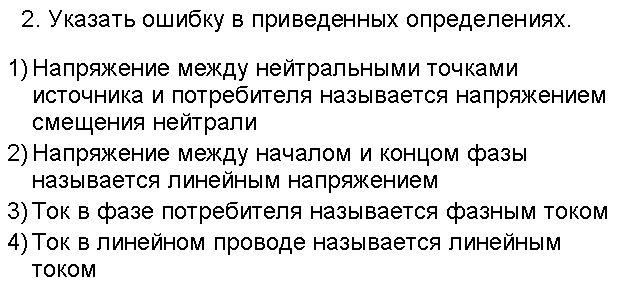 2. Указать ошибку в приведенных определениях.
1) Напряжение между нейтральными точками
источника и потребителя называется напряжением
смещения нейтрали
2) Напряжение между началом и концом фазы
называется линейным напряжением
3) Ток в фазе потребителя называется фазным током
4) Ток в линейном проводе называется линейным
током